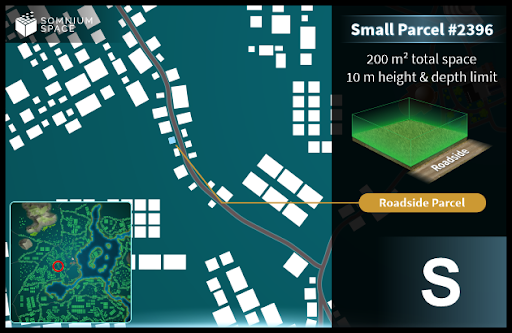 SOMNIUM
SPACE
Small Parcel #2396
200 m² total space
10 m height & depth limit
Roadside
Roadside Parcel
S